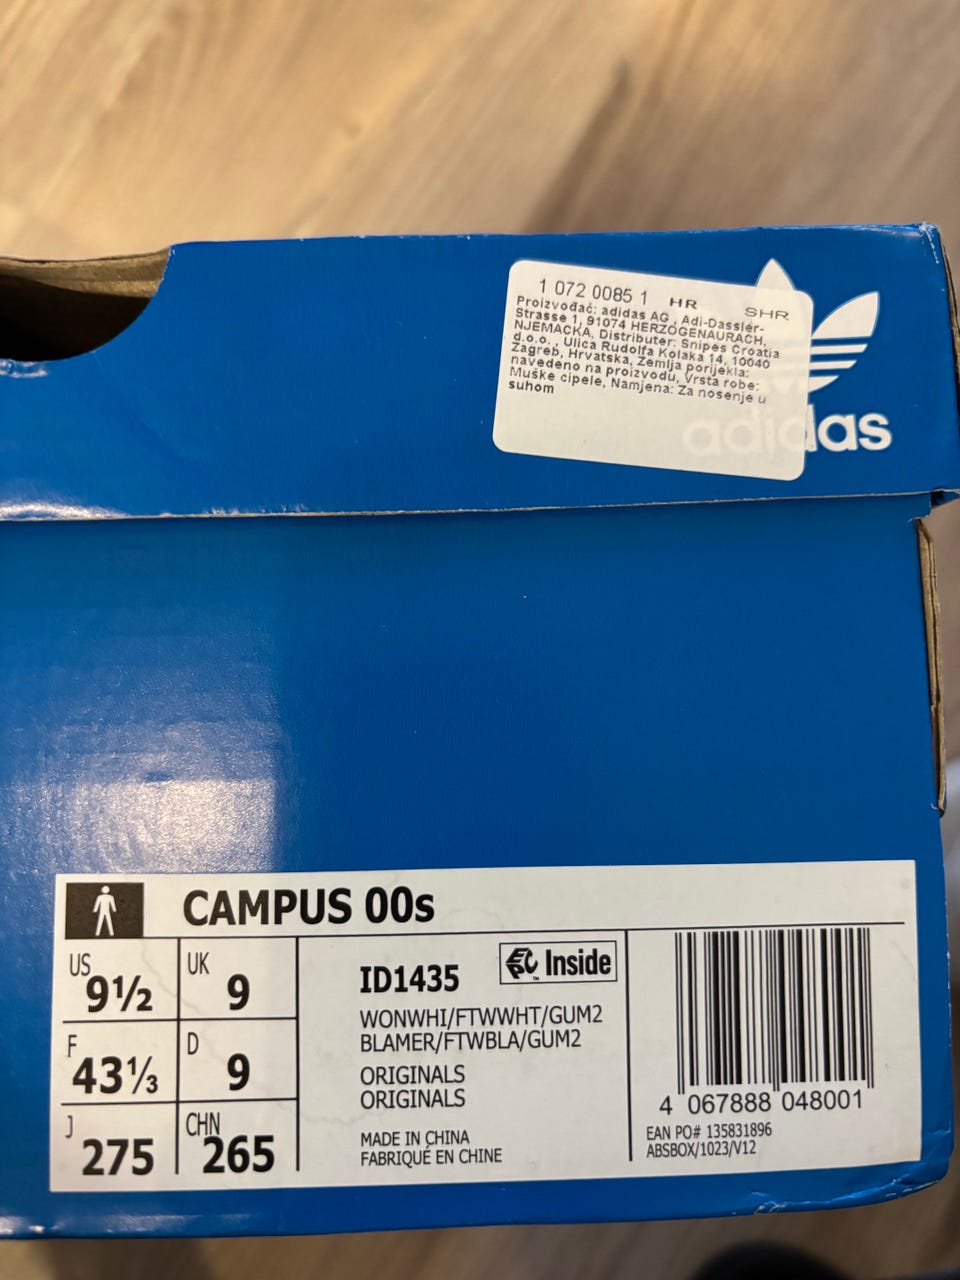 1 072 0085 1 HR SHR
Proizvođač: adidas AG , Adi-Dassler-
Strasse 1, 91074 HERZOGENAURACH,
NJEMAČKA, Distributer: Snipes Croatia
d.o.o. , Ulica Rudolfa Kolaka 14, 10040
Zagreb, Hrvatska, Zemlja porijekla:
navedeno na proizvodu, Vrsta robe:
Muške cipele, Namjena: Za nošenje u
suhom
adidas
CAMPUS 00s
US
9½
UK
9
F
43⅓
D
9
J
275
CHN
265
ID1435
Inside
™
WONWHI/FTWWHT/GUM2
BLAMER/FTWBLA/GUM2
ORIGINALS
ORIGINALS
MADE IN CHINA
FABRIQUÉ EN CHINE
4 067888 048001
EAN PO# 135831896
ABSBOX/1023/V12